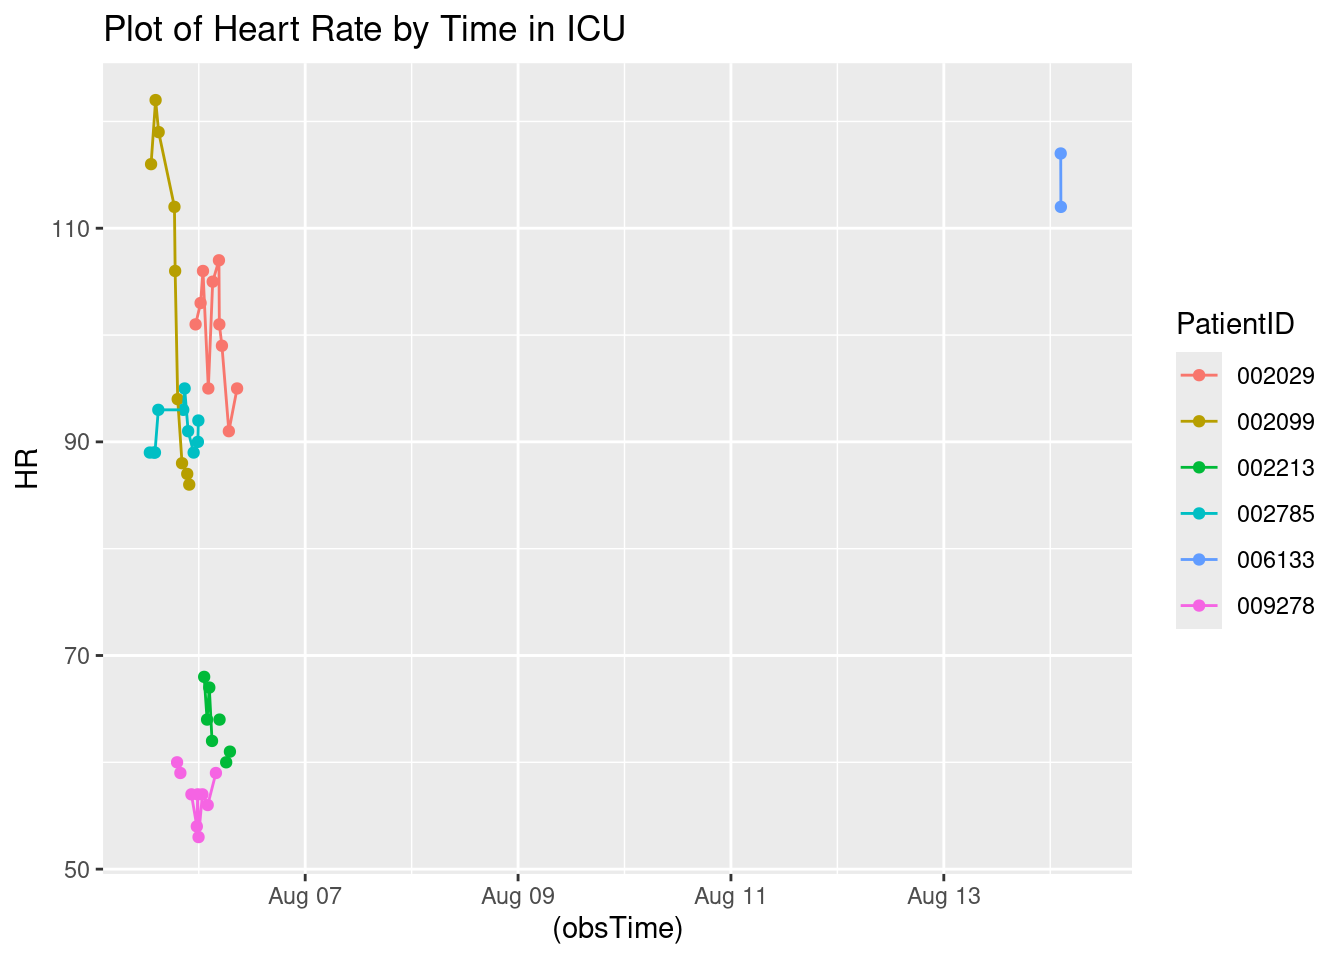 Plot of Heart Rate by Time in ICU
110
90
70
50
HR
Aug 07 Aug 09 Aug 11 Aug 13
(obsTime)
PatientID
002029
002099
002213
002785
006133
009278